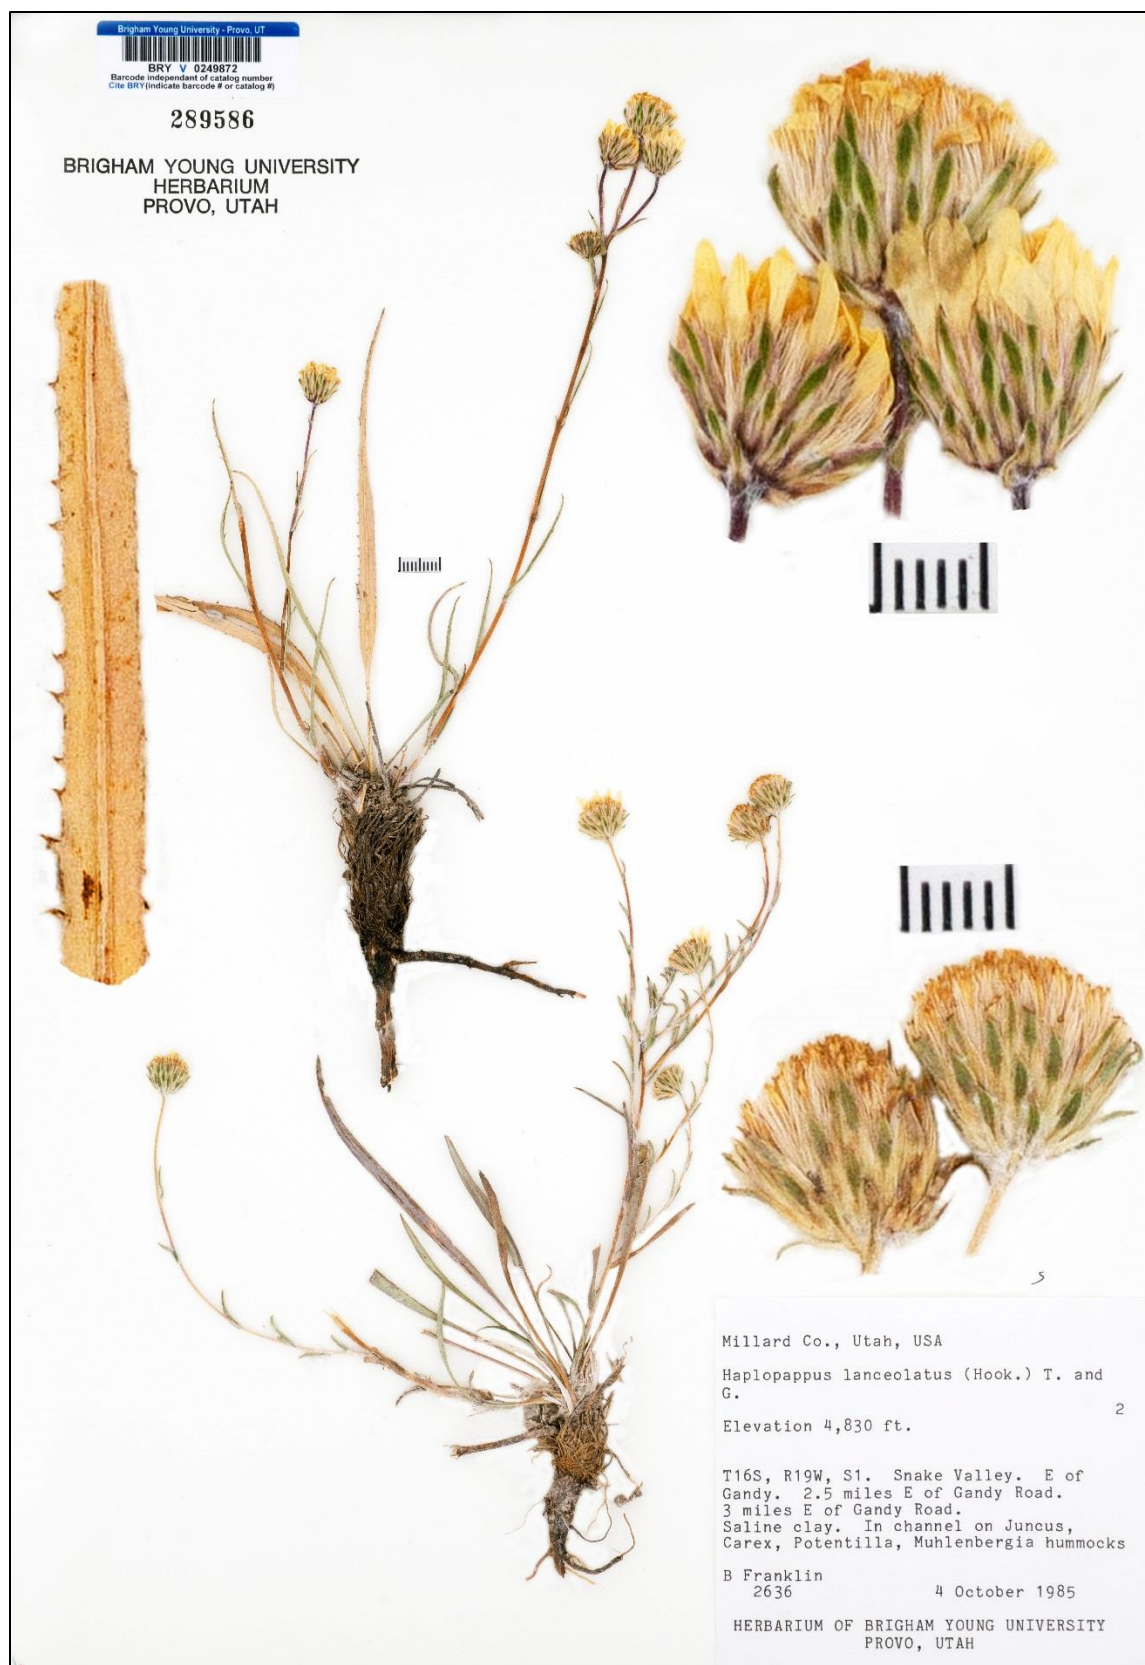 Brigham Young University - Provo, UT
BRY V 0249872
Barcode independant of catalog number
Cite BRY (indicate barcode # or catalog #)
289586
BRIGHAM YOUNG UNIVERSITY
HERBARIUM
PROVO, UTAH
5
Millard Co., Utah, USA
Haplopappus lanceolatus (Hook.) T. and
G.
2
Elevation 4,830 ft.
T16S, R19W, S1. Snake Valley. E of
Gandy. 2.5 miles E of Gandy Road.
3 miles E of Gandy Road.
Saline clay. In channel on Juncus,
Carex, Potentilla, Muhlenbergia hummocks
B Franklin
2636 4 October 1985
HERBARIUM OF BRIGHAM YOUNG UNIVERSITY
PROVO, UTAH